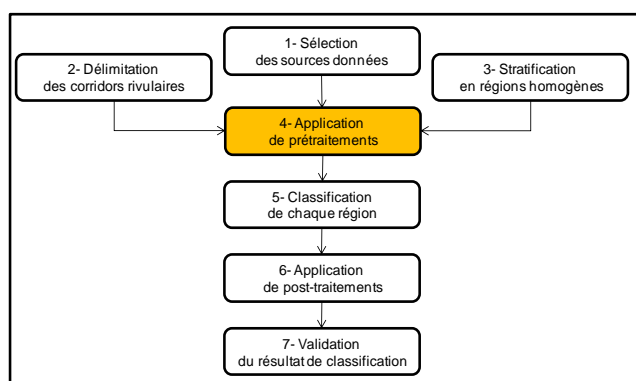 1- Sélection
des sources données
2- Délimitation
des corridors rivulaires
3- Stratification
en régions homogènes
4- Application
de prétraitements
5- Classification
de chaque région
6- Application
de post-traitements
7- Validation
du résultat de classification